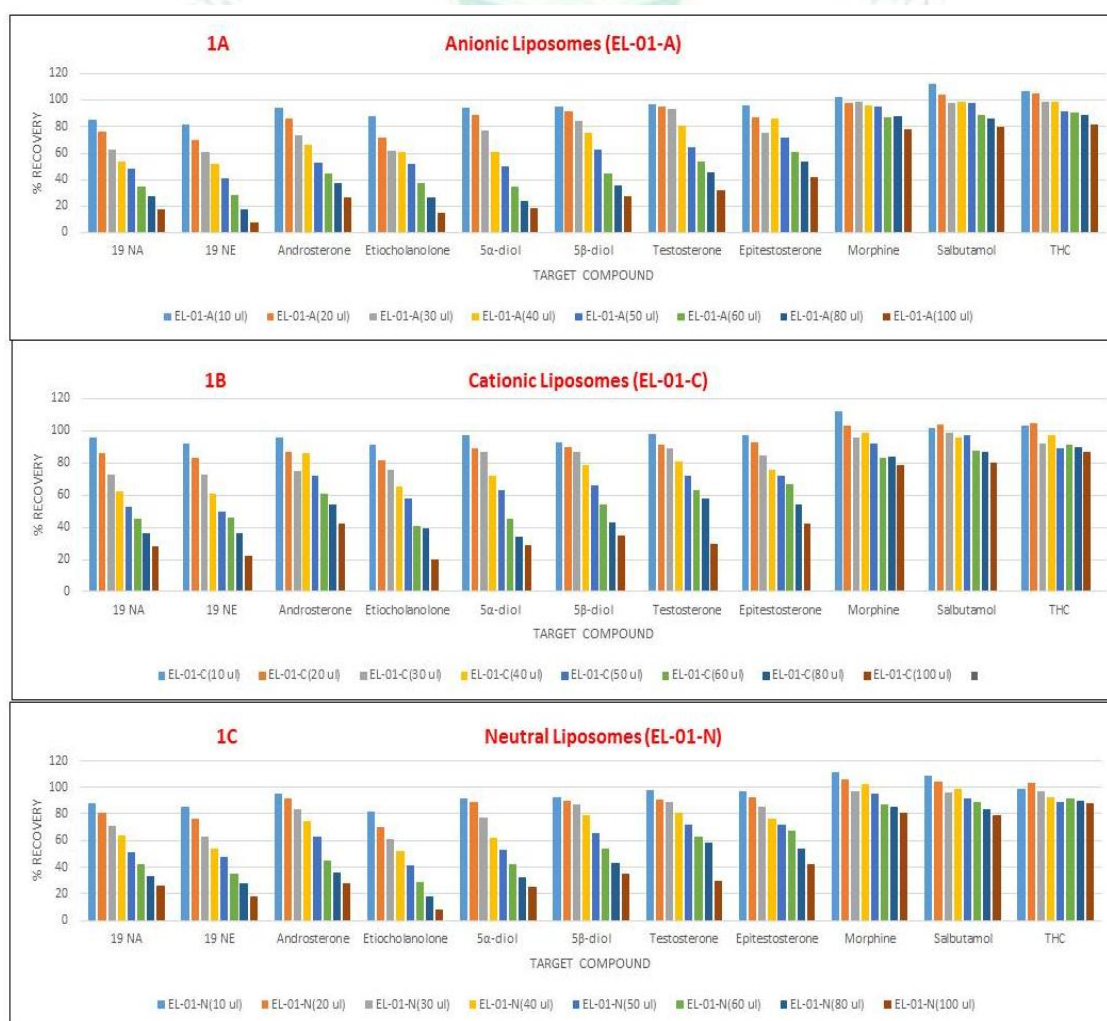 1A Anionic Liposomes (EL-01-A)
120
100
80
60
40
20
0
% RECOVERY
19 NA 19 NE Androsterone Etiocholanolone 5α-diol 5β-diol Testosterone Epitestosterone Morphine Salbutamol THC
TARGET COMPOUND
EL-01-A(10 ul) EL-01-A(20 ul) EL-01-A(30 ul) EL-01-A(40 ul) EL-01-A(50 ul) EL-01-A(60 ul) EL-01-A(80 ul) EL-01-A(100 ul)
1B Cationic Liposomes (EL-01-C)
120
100
80
60
40
20
0
% RECOVERY
19 NA 19 NE Androsterone Etiocholanolone 5α-diol 5β-diol Testosterone Epitestosterone Morphine Salbutamol THC
TARGET COMPOUND
EL-01-C(10 ul) EL-01-C(20 ul) EL-01-C(30 ul) EL-01-C(40 ul) EL-01-C(50 ul) EL-01-C(60 ul) EL-01-C(80 ul) EL-01-C(100 ul)
1C Neutral Liposomes (EL-01-N)
120
100
80
60
40
20
0
% RECOVERY
19 NA 19 NE Androsterone Etiocholanolone 5α-diol 5β-diol Testosterone Epitestosterone Morphine Salbutamol THC
TARGET COMPOUND
EL-01-N(10 ul) EL-01-N(20 ul) EL-01-N(30 ul) EL-01-N(40 ul) EL-01-N(50 ul) EL-01-N(60 ul) EL-01-N(80 ul) EL-01-N(100 ul)